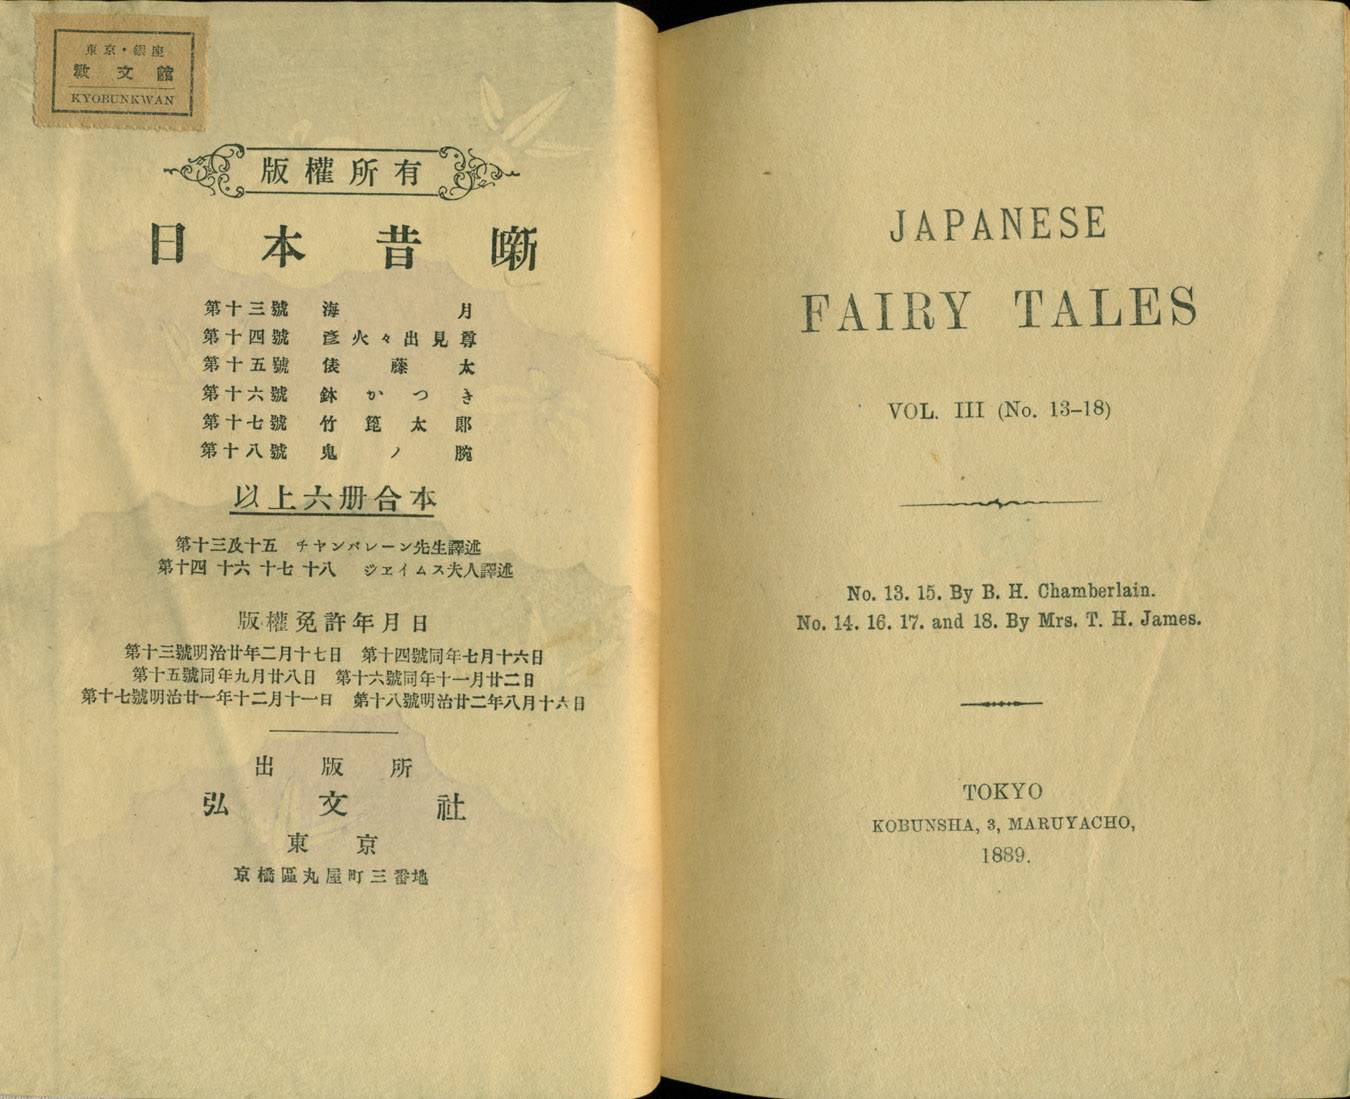 東京・銀座
教文館
KYOBUNKWAN
版權所有
日本昔噺
第十三號 海月
第十四號 彦火々出見尊
第十五號 俵藤太
第十六號 鉢かつき
第十七號 竹箆太郎
第十八號 鬼ノ腕
以上六册合本
第十三及十五 チヤンバレーン先生譯述
第十四 十六 十七 十八 ジエイムス夫人譯述
版權免許年月日
第十三號明治廿年二月十七日 第十四號同年七月十六日
第十五號同年九月廿八日 第十六號同年十一月廿二日
第十七號明治廿一年十二月十一日 第十八號明治廿二年八月十六日
出版所
弘文社
東京
京橋區丸屋町三番地
JAPANESE
FAIRY TALES
VOL. III (No. 13-18)
No. 13. 15. By B. H. Chamberlain.
No. 14. 16. 17. and 18. By Mrs. T. H. James.
TOKYO
KOBUNSHA, 3, MARUYACHO,
1889.